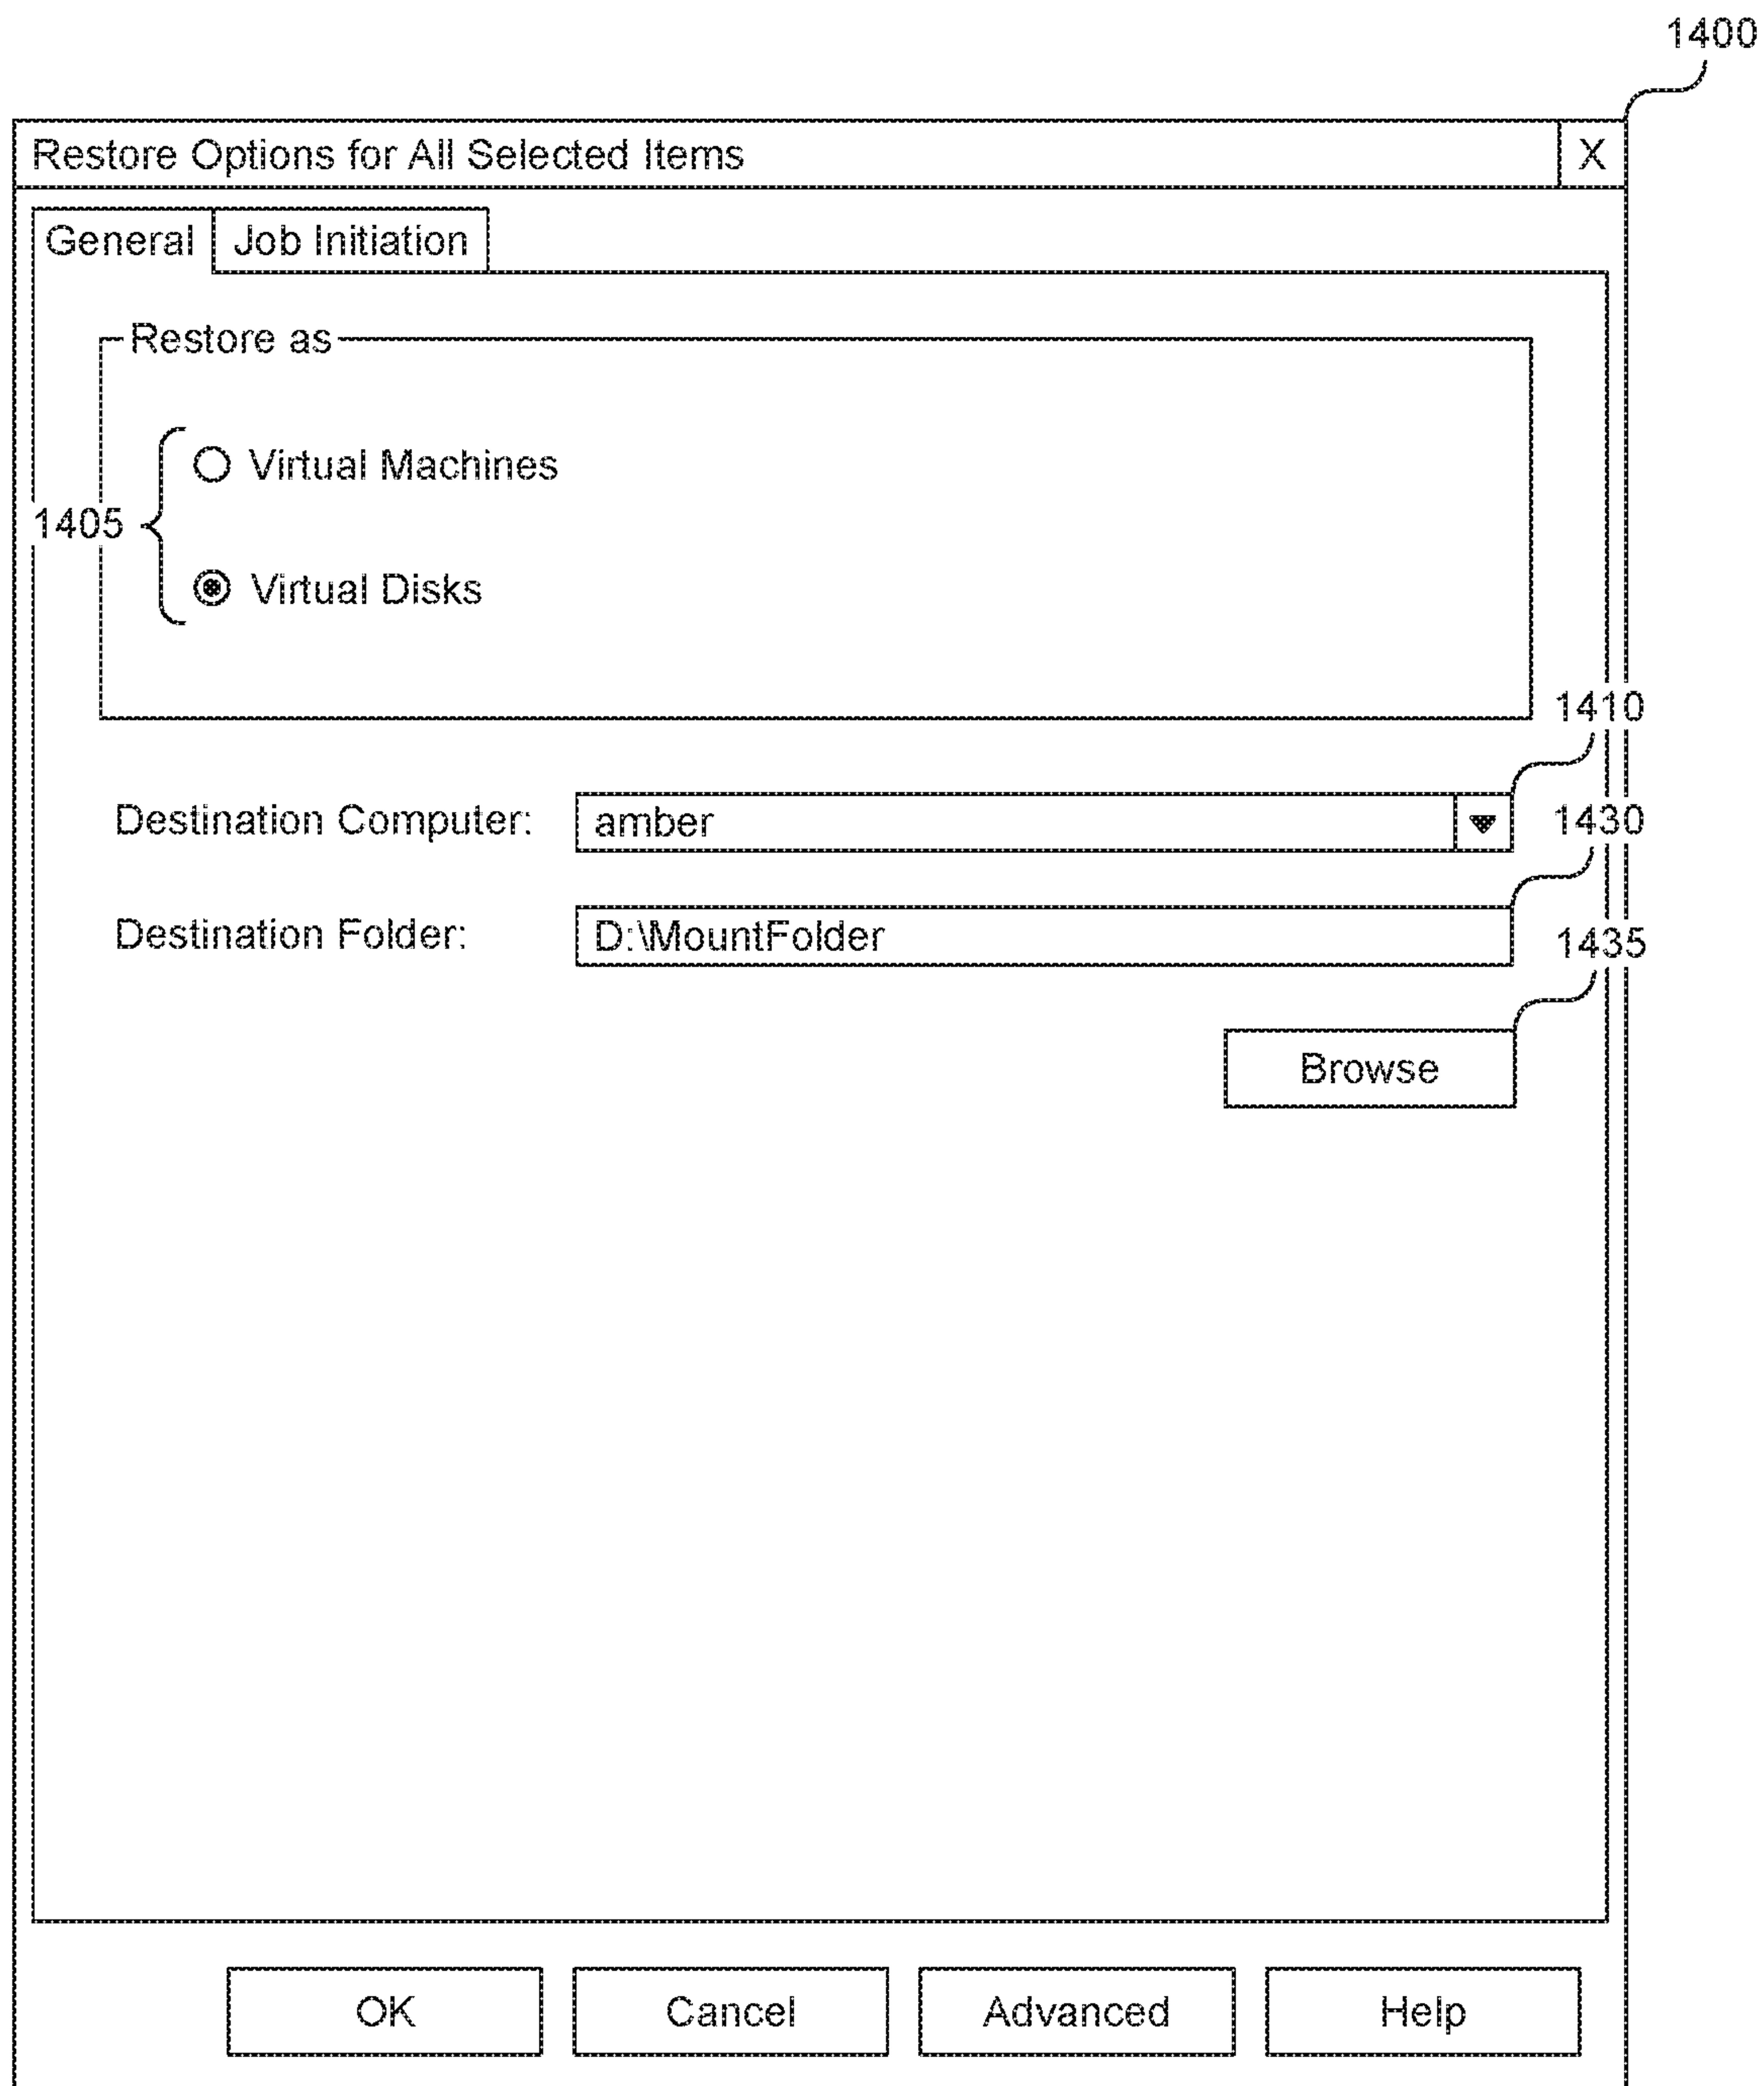 1400
Restore Options for All Selected Items X
General Job Initiation
Restore as
Virtual Machines
1405
Virtual Disks
1410
Destination Computer: amber
1430
Destination Folder: D:\MountFolder
1435
Browse
OK Cancel Advanced Help